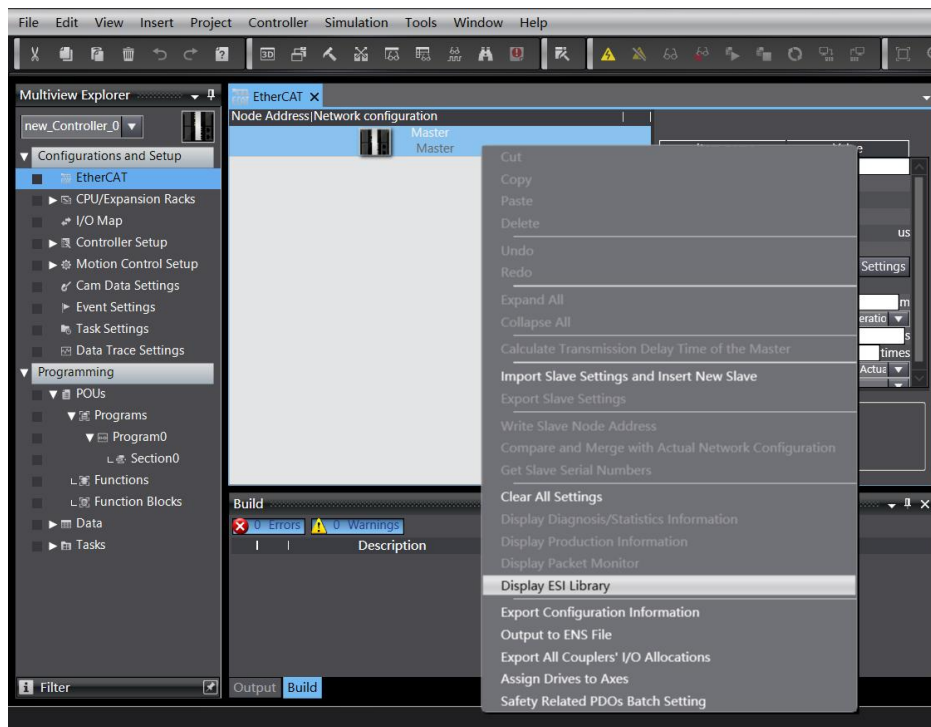 File Edit View Insert Project Controller Simulation Tools Window Help
Multiview Explorer
new_Controller_0
Configurations and Setup
EtherCAT
CPU/Expansion Racks
I/O Map
Controller Setup
Motion Control Setup
Cam Data Settings
Event Settings
Task Settings
Data Trace Settings
Programming
POUs
Programs
Program0
Section0
Functions
Function Blocks
Data
Tasks
Filter
EtherCAT
Node Address|Network configuration
Master
Master
Cut
Copy
Paste
Delete
Undo
Redo
Expand All
Collapse All
Calculate Transmission Delay Time of the Master
Import Slave Settings and Insert New Slave
Export Slave Settings
Write Slave Node Address
Compare and Merge with Actual Network Configuration
Get Slave Serial Numbers
Clear All Settings
Display Diagnosis/Statistics Information
Display Production Information
Display Packet Monitor
Display ESI Library
Export Configuration Information
Output to ENS File
Export All Couplers' I/O Allocations
Assign Drives to Axes
Safety Related PDOs Batch Setting
us
Settings
m
s
times
Actua
Build
0 Errors 0 Warnings
Description
Output Build